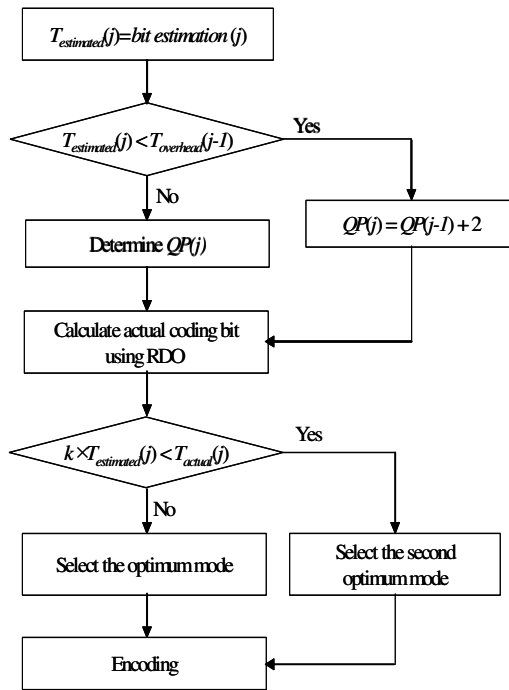 T_estimated(j)=bit estimation (j)
T_estimated(j) < T_overhead(j-1)
Yes
No
Determine QP(j)
QP(j) = QP(j-1) + 2
Calculate actual coding bit
using RDO
k×T_estimated(j) < T_actual(j)
Yes
No
Select the optimum mode
Select the second
optimum mode
Encoding